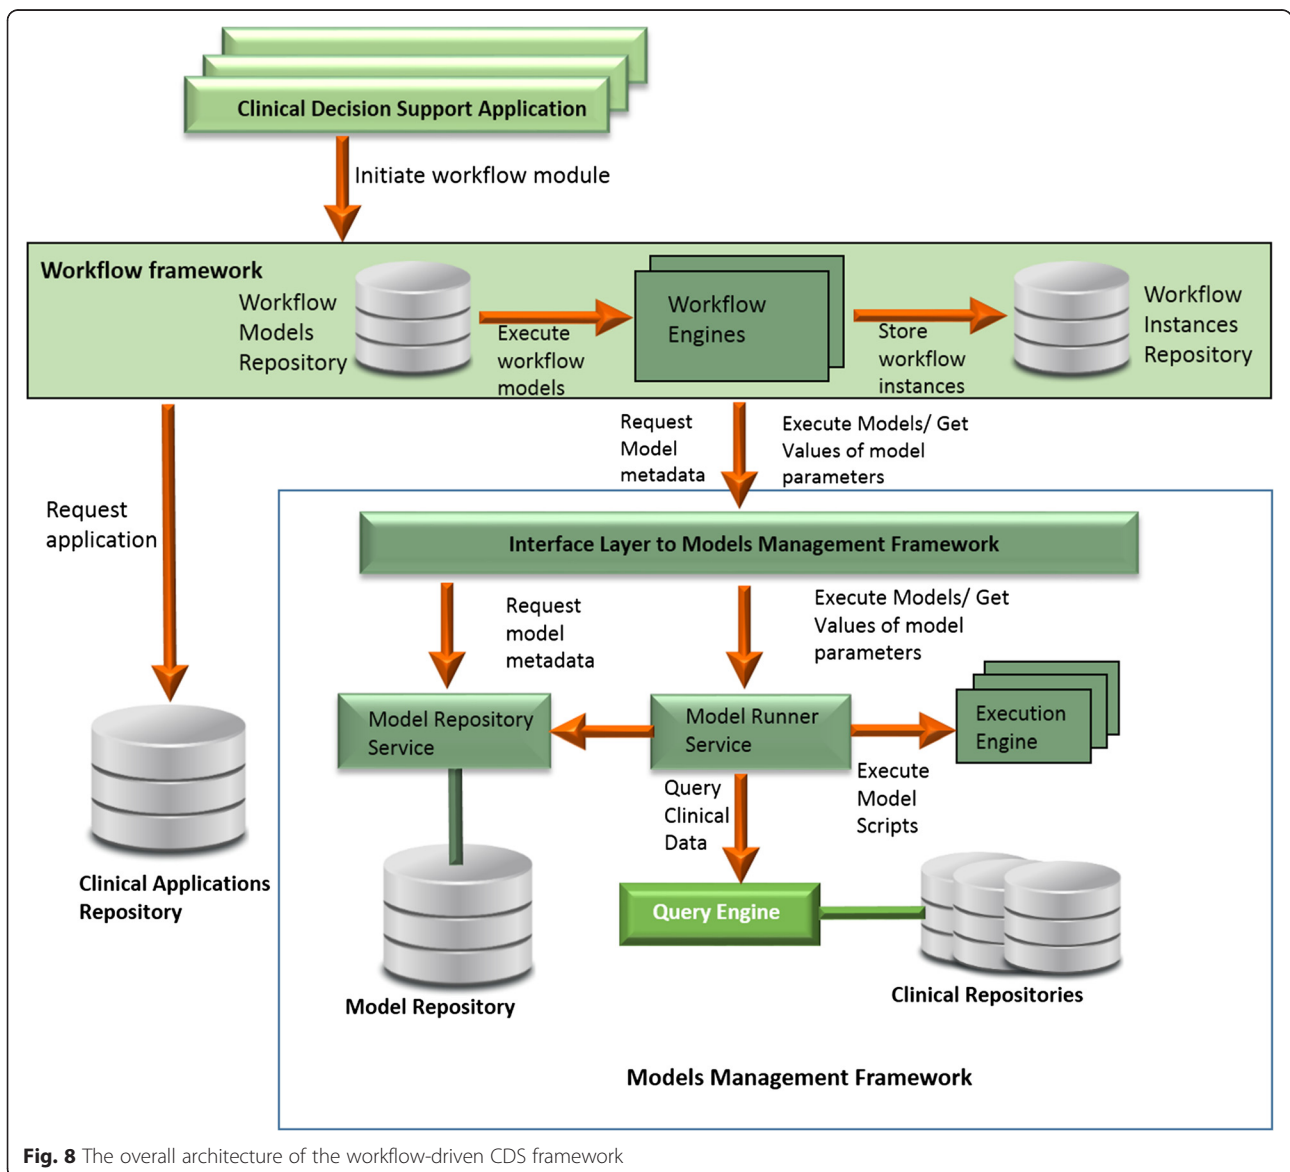 Clinical Decision Support Application
Initiate workflow module
Workflow framework
Workflow
Models
Repository
Execute
workflow
models
Workflow
Engines
Store
workflow
instances
Workflow
Instances
Repository
Request
Model
metadata
Execute Models/ Get
Values of model
parameters
Request
application
Interface Layer to Models Management Framework
Request
model
metadata
Execute Models/ Get
Values of model
parameters
Model Repository
Service
Model Runner
Service
Execution
Engine
Query
Clinical
Data
Execute
Model
Scripts
Clinical Applications
Repository
Query Engine
Model Repository
Clinical Repositories
Models Management Framework
Fig. 8 The overall architecture of the workflow-driven CDS framework